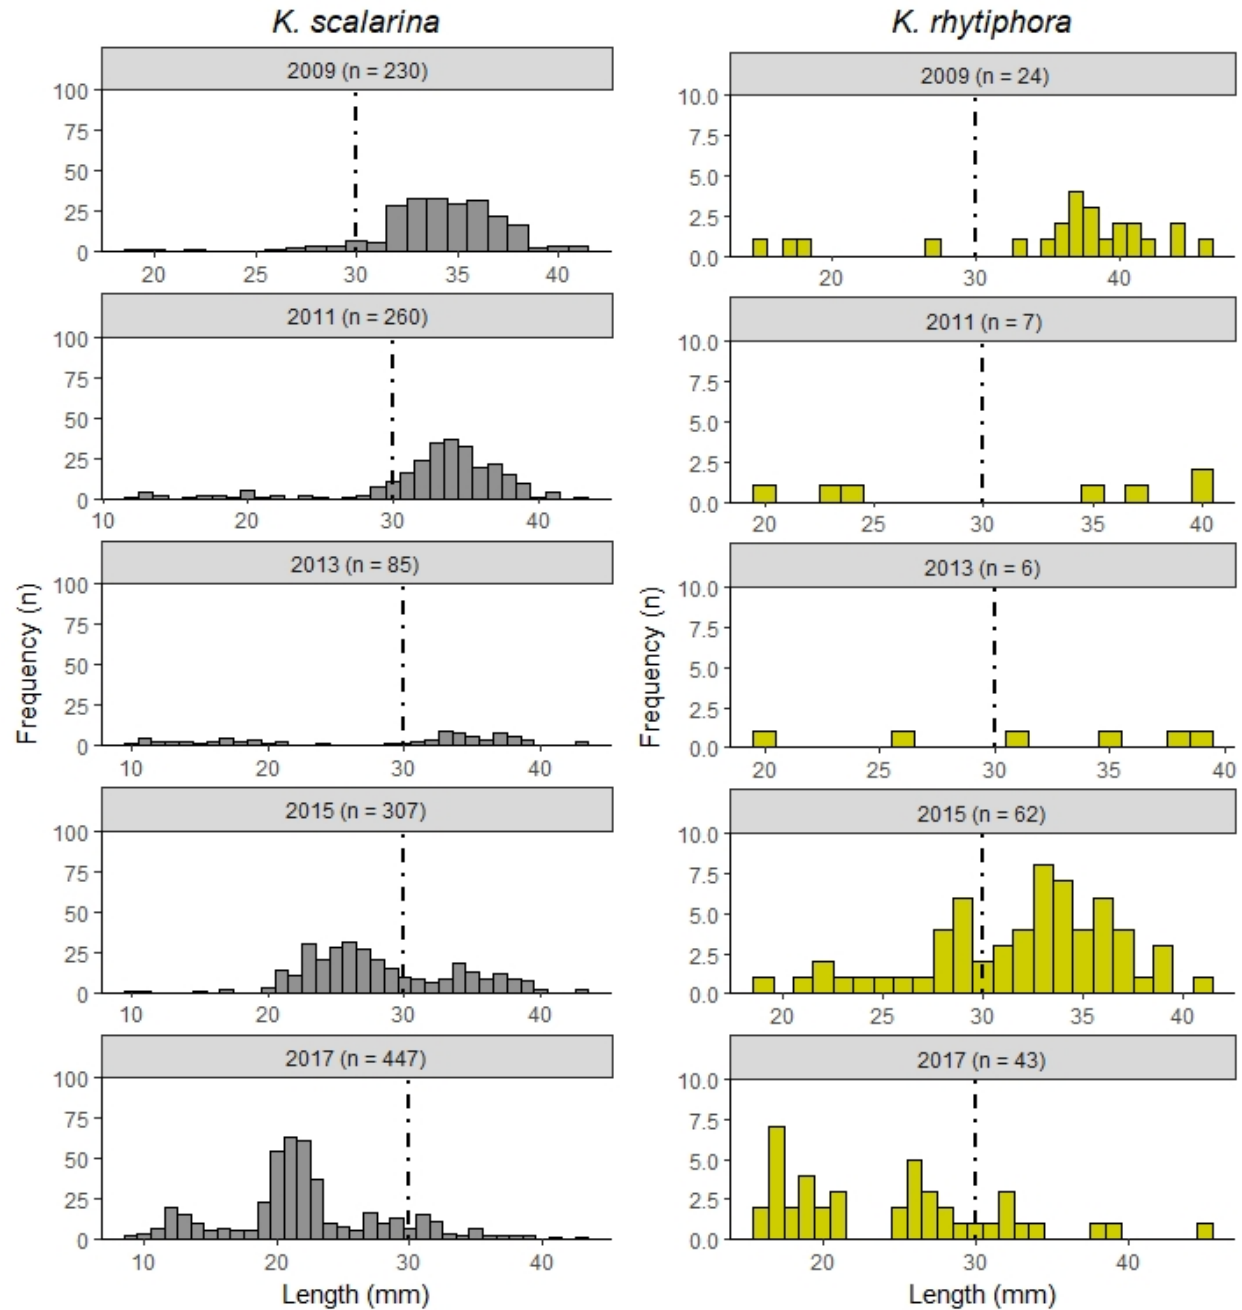 K. scalarina
2009 (n = 230)
100
75
50
25
0
20 25 30 35 40
2011 (n = 260)
100
75
50
25
0
10 20 30 40
2013 (n = 85)
100
75
50
25
0
10 20 30 40
2015 (n = 307)
100
75
50
25
0
10 20 30 40
2017 (n = 447)
100
75
50
25
0
10 20 30 40
Frequency (n)
Length (mm)
K. rhytiphora
2009 (n = 24)
10.0
7.5
5.0
2.5
0.0
20 30 40
2011 (n = 7)
10.0
7.5
5.0
2.5
0.0
20 25 30 35 40
2013 (n = 6)
10.0
7.5
5.0
2.5
0.0
20 25 30 35 40
2015 (n = 62)
10.0
7.5
5.0
2.5
0.0
20 25 30 35 40
2017 (n = 43)
10.0
7.5
5.0
2.5
0.0
20 30 40
Frequency (n)
Length (mm)